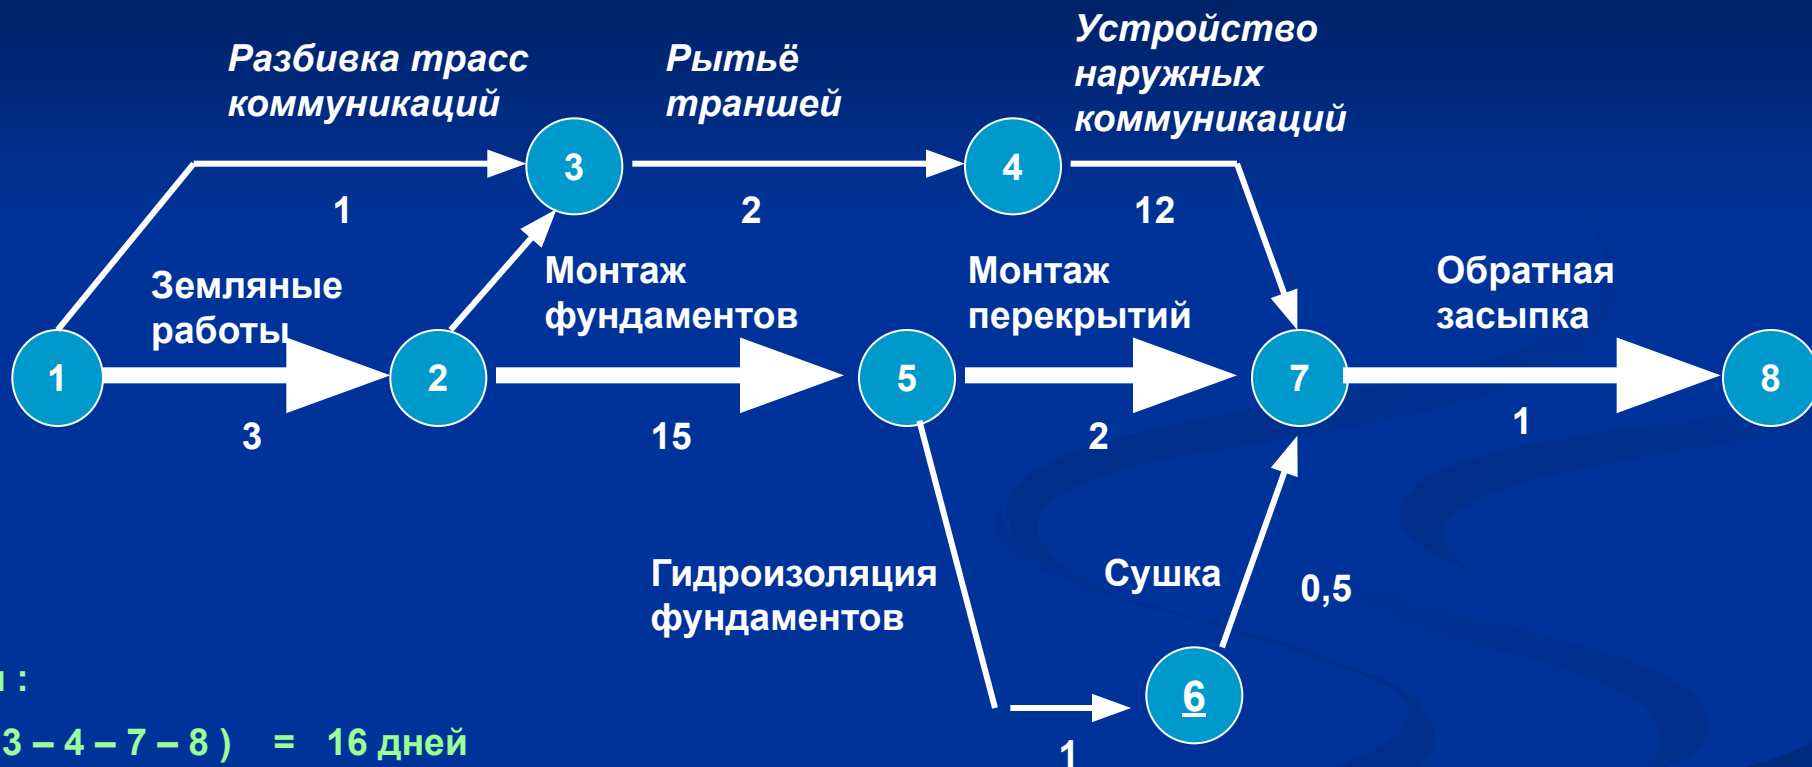 Разбивка трасс
коммуникаций
Рытьё
траншей
Устройство
наружных
коммуникаций
3
4
1
2
12
Земляные
работы
Монтаж
фундаментов
Монтаж
перекрытий
Обратная
засыпка
1
2
5
7
8
3
15
2
1
Гидроизоляция
фундаментов
Сушка
0,5
6
1
:
3 – 4 – 7 – 8 ) = 16 дней